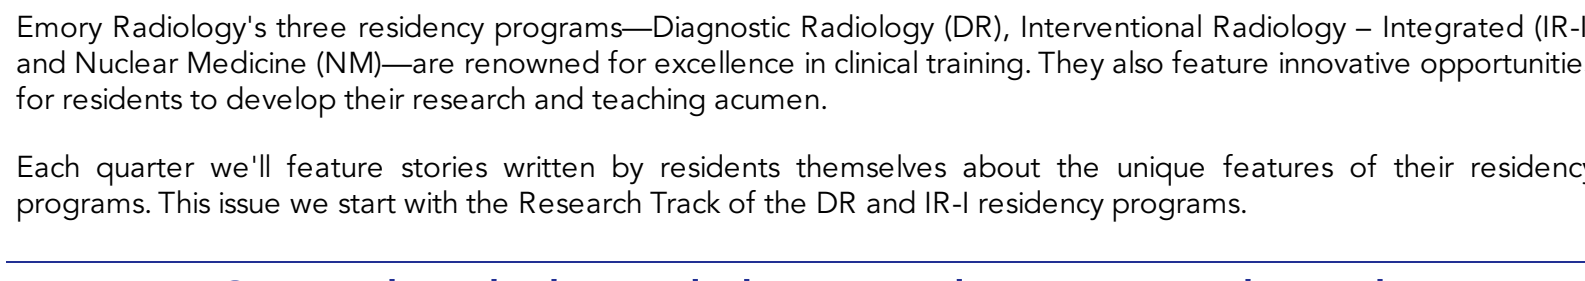 Emory Radiology's three residency programs—Diagnostic Radiology (DR), Interventional Radiology – Integrated (IR-I
and Nuclear Medicine (NM)—are renowned for excellence in clinical training. They also feature innovative opportunitie
for residents to develop their research and teaching acumen.
Each quarter we'll feature stories written by residents themselves about the unique features of their residency
programs. This issue we start with the Research Track of the DR and IR-I residency programs.